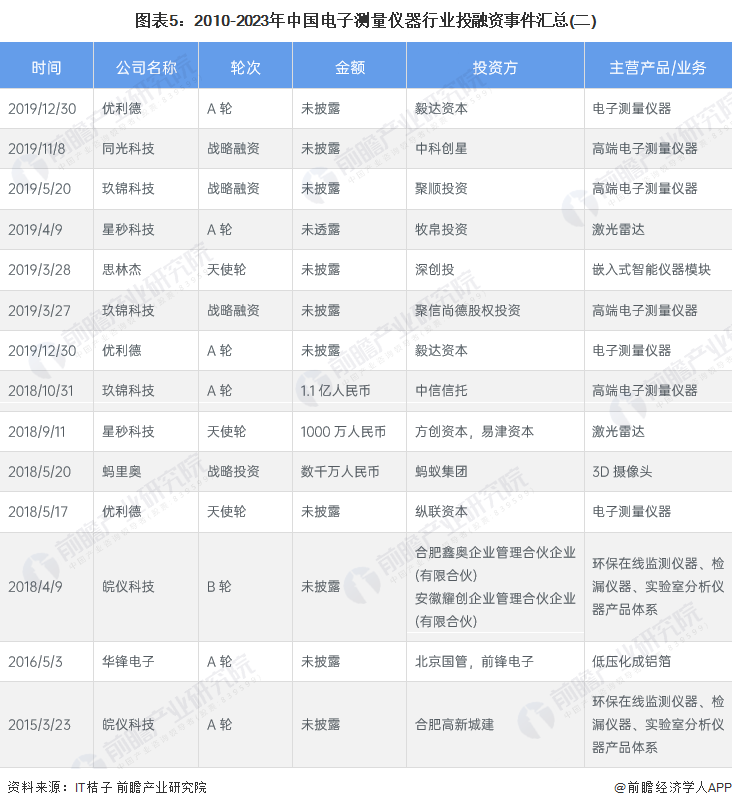 图表5：2010-2023年中国电子测量仪器行业投融资事件汇总(二)
时间 公司名称 轮次 金额 投资方 主营产品/业务
2019/12/30 优利德 A 轮 未披露 毅达资本 电子测量仪器
2019/11/8 同光科技 战略融资 未披露 中科创星 高端电子测量仪器
2019/5/20 玖锦科技 战略融资 未披露 聚顺投资 高端电子测量仪器
2019/4/9 星秒科技 A 轮 未透露 牧帛投资 激光雷达
2019/3/28 思林杰 天使轮 未披露 深创投 嵌入式智能仪器模块
2019/3/27 玖锦科技 战略融资 未披露 聚信尚德股权投资 高端电子测量仪器
2019/12/30 优利德 A 轮 未披露 毅达资本 电子测量仪器
2018/10/31 玖锦科技 A 轮 1.1 亿人民币 中信信托 高端电子测量仪器
2018/9/11 星秒科技 天使轮 1000 万人民币 方创资本，易津资本 激光雷达
2018/5/20 蚂里奥 战略投资 数千万人民币 蚂蚁集团 3D 摄像头
2018/5/17 优利德 天使轮 未披露 纵联资本 电子测量仪器
2018/4/9 皖仪科技 B 轮 未披露
合肥鑫奥企业管理合伙企业
(有限合伙)
安徽耀创企业管理合伙企业
(有限合伙)
环保在线监测仪器、检
漏仪器、实验室分析仪
器产品体系
2016/5/3 华锋电子 A 轮 未披露 北京国管，前锋电子 低压化成铝箔
2015/3/23 皖仪科技 A 轮 未披露 合肥高新城建
环保在线监测仪器、检
漏仪器、实验室分析仪
器产品体系
资料来源：IT桔子 前瞻产业研究院 @前瞻经济学人APP